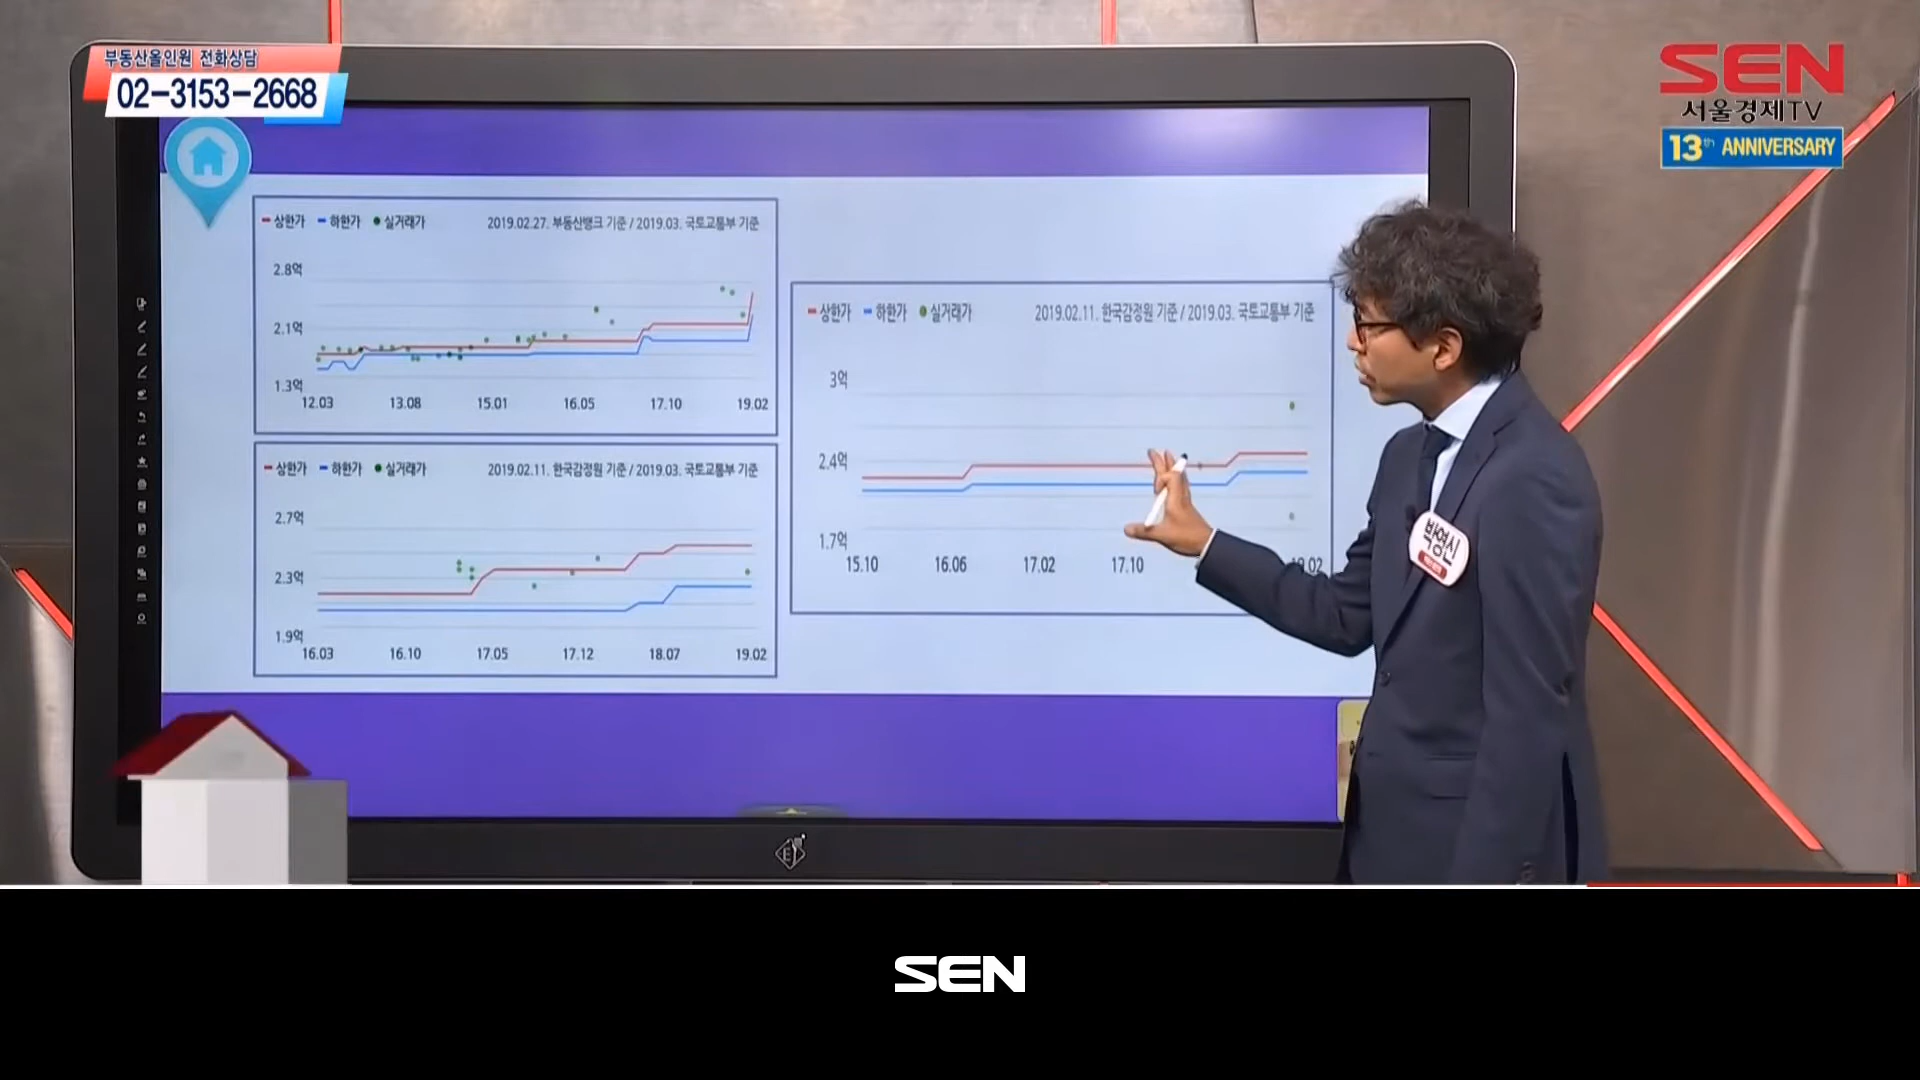 부동산올인원 전화상담
02-3153-2668
SEN
서울경제TV
13th ANNIVERSARY
상한가 하한가 실거래가 2019.02.27. 부동산뱅크 기준 / 2019.03. 국토교통부 기준
2.8억
2.1억
1.3억
12.03 13.08 15.01 16.05 17.10 19.02
상한가 하한가 실거래가 2019.02.11. 한국감정원 기준 / 2019.03. 국토교통부 기준
2.7억
2.3억
1.9억
16.03 16.10 17.05 17.12 18.07 19.02
상한가 하한가 실거래가 2019.02.11. 한국감정원 기준 / 2019.03. 국토교통부 기준
3억
2.4억
1.7억
15.10 16.06 17.02 17.10 19.02
박영신
SEN